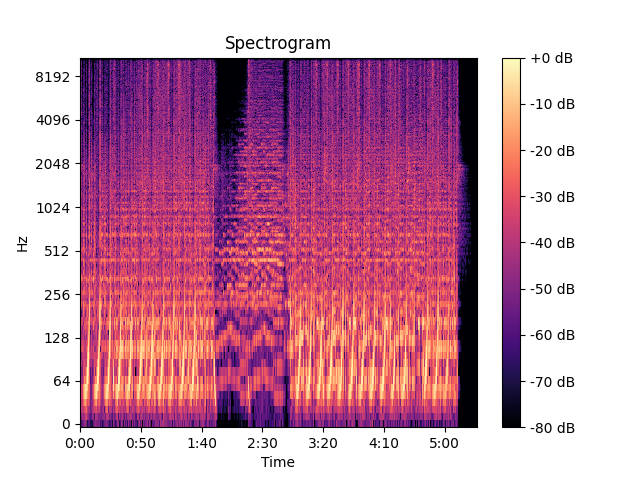 Spectrogram
8192
4096
2048
1024
512
256
128
64
0
Hz
0:00 0:50 1:40 2:30 3:20 4:10 5:00
Time
+0 dB
-10 dB
-20 dB
-30 dB
-40 dB
-50 dB
-60 dB
-70 dB
-80 dB